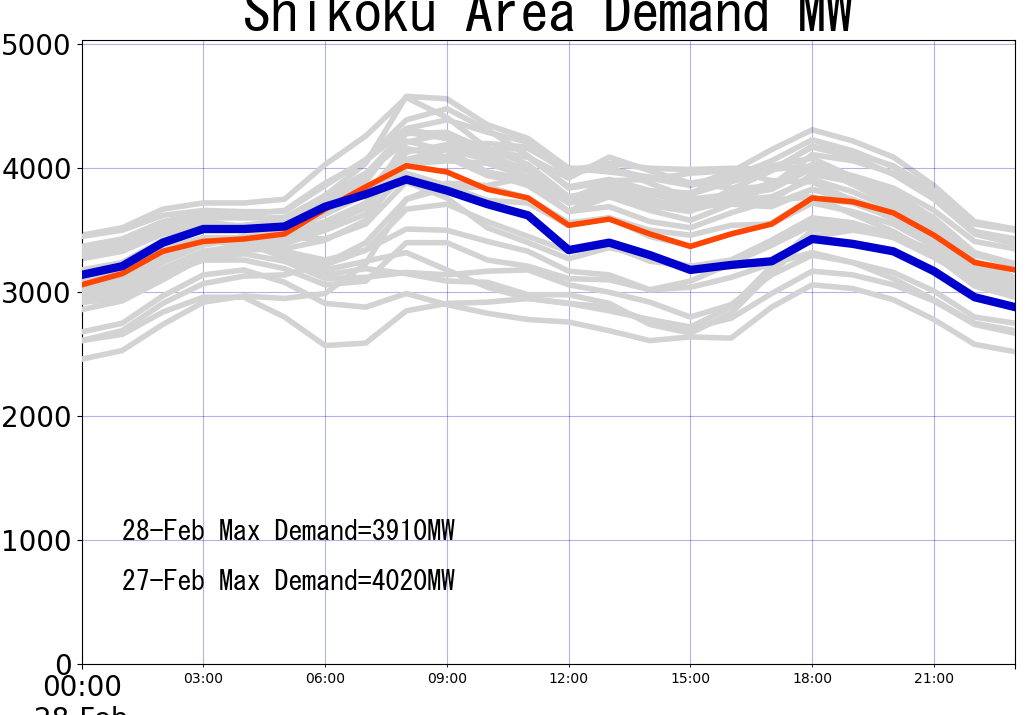 Shikoku Area Demand MW
5000
4000
3000
2000
1000
0
28-Feb Max Demand=3910MW
27-Feb Max Demand=4020MW
00:00 03:00 06:00 09:00 12:00 15:00 18:00 21:00
28-Feb